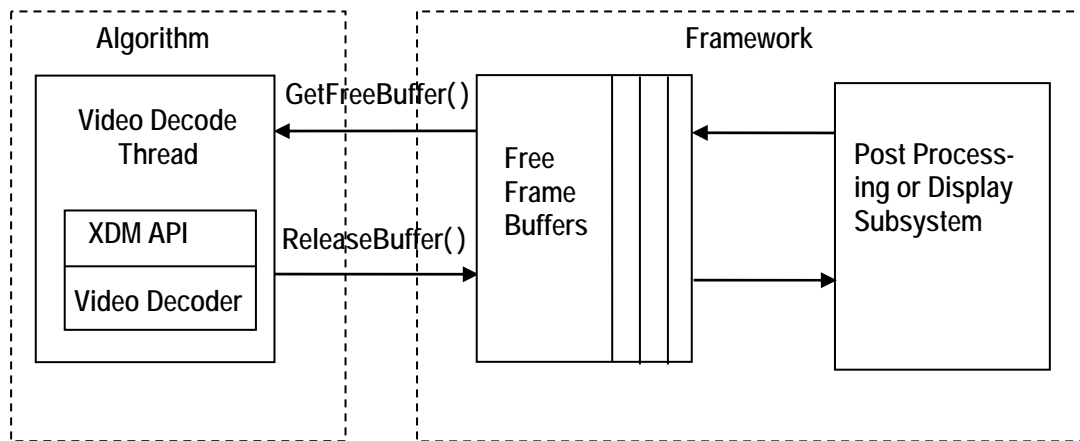 Algorithm
Framework
GetFreeBuffer( )
Video Decode
Thread
XDM API
Video Decoder
ReleaseBuffer( )
Free
Frame
Buffers
Post Process-
ing or Display
Subsystem